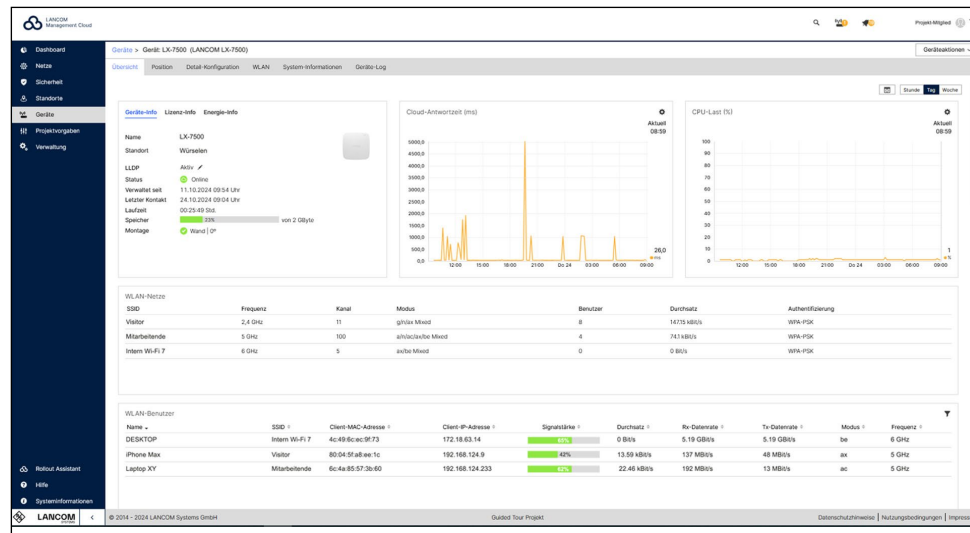 LANCOM
Management Cloud
Projekt-Mitglied
Dashboard
Netze
Sicherheit
Standorte
Geräte
Projektvorgaben
Verwaltung
Rollout Assistant
Hilfe
Systeminformationen
LANCOM
SYSTEMS
Geräte > Gerät: LX-7500 (LANCOM LX-7500)
Geräteaktionen
Übersicht Position Detail-Konfiguration WLAN System-Informationen Geräte-Log
Stunde Tag Woche
Geräte-Info Lizenz-Info Energie-Info
Name LX-7500
Standort Würselen
LLDP Aktiv
Status Online
Verwaltet seit 11.10.2024 09:54 Uhr
Letzter Kontakt 24.10.2024 09:04 Uhr
Laufzeit 00:25:49 Std.
Speicher 33% von 2 GByte
Montage Wand | 0°
Cloud-Antwortzeit (ms)
Aktuell
08:59
5000,0
4500,0
4000,0
3500,0
3000,0
2500,0
2000,0
1500,0
1000,0
500,0
0,0
26,0
ms
12:00 15:00 18:00 21:00 Do 24 03:00 06:00 09:00
CPU-Last (%)
Aktuell
08:59
100
90
80
70
60
50
40
30
20
10
0
1
%
12:00 15:00 18:00 21:00 Do 24 03:00 06:00 09:00
WLAN-Netze
SSID Frequenz Kanal Modus Benutzer Durchsatz Authentifizierung
Visitor 2,4 GHz 11 g/n/ax Mixed 8 147.15 kBit/s WPA-PSK
Mitarbeitende 5 GHz 100 a/n/ac/ax/be Mixed 4 74.1 kBit/s WPA-PSK
Intern Wi-Fi 7 6 GHz 5 ax/be Mixed 0 0 Bit/s WPA-PSK
WLAN-Benutzer
Name SSID Client-MAC-Adresse Client-IP-Adresse Signalstärke Durchsatz Rx-Datenrate Tx-Datenrate Modus Frequenz
DESKTOP Intern Wi-Fi 7 4c:49:6c:ec:9f:73 172.18.63.14 0 Bit/s 5.19 GBit/s 5.19 GBit/s be 6 GHz
iPhone Max Visitor 80:04:5f:a8:ee:1c 192.168.124.9 42% 13.59 kBit/s 137 MBit/s 48 MBit/s ax 5 GHz
Laptop XY Mitarbeitende 6c:4a:85:57:3b:60 192.168.124.233 52% 22.46 kBit/s 192 MBit/s 13 MBit/s ac 5 GHz
© 2014 – 2024 LANCOM Systems GmbH Guided Tour Projekt Datenschutzhinweise | Nutzungsbedingungen | Impress